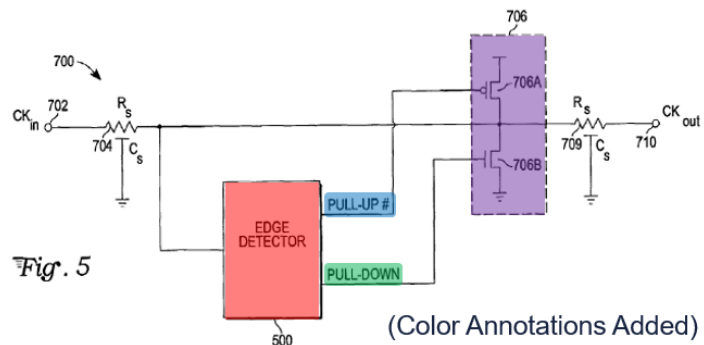 706
700
CKin
702
Rs
704
Cs
706A
706B
Rs
709
Cs
CKout
710
PULL-UP #
EDGE
DETECTOR
PULL-DOWN
500
Fig. 5
(Color Annotations Added)